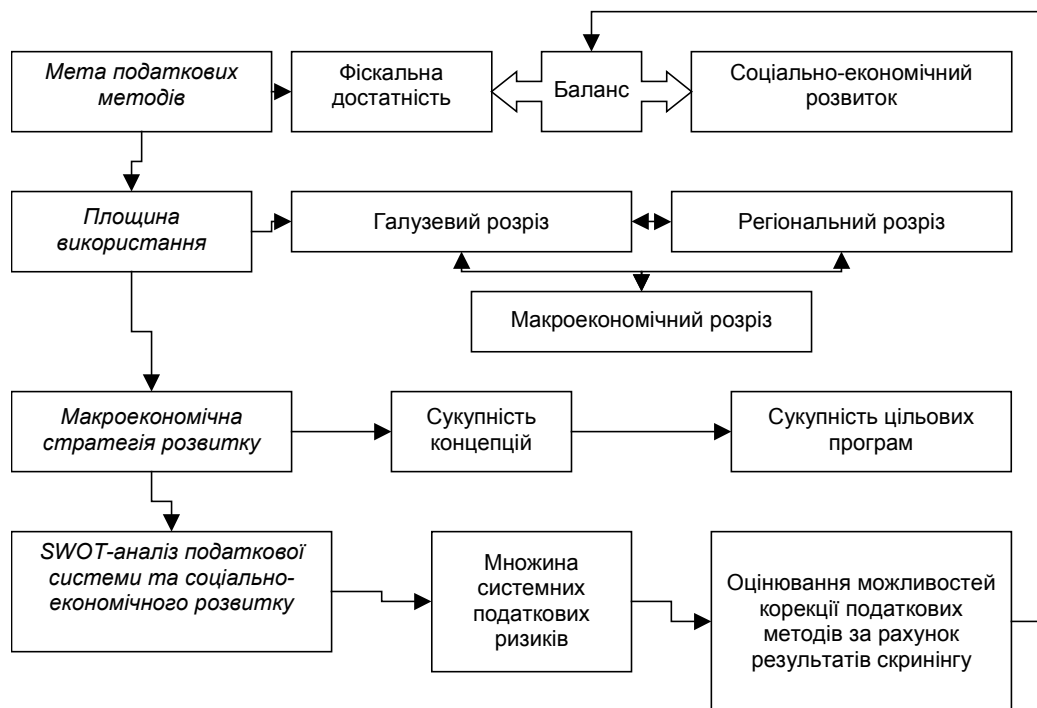 Мета податкових
методів
Фіскальна
достатність
Баланс
Соціально-економічний
розвиток
Площина
використання
Галузевий розріз
Регіональний розріз
Макроекономічний розріз
Макроекономічна
стратегія розвитку
Сукупність
концепцій
Сукупність цільових
програм
SWOT-аналіз податкової
системи та соціально-
економічного розвитку
Множина
системних
податкових
ризиків
Оцінювання можливостей
корекції податкових
методів за рахунок
результатів скринінгу